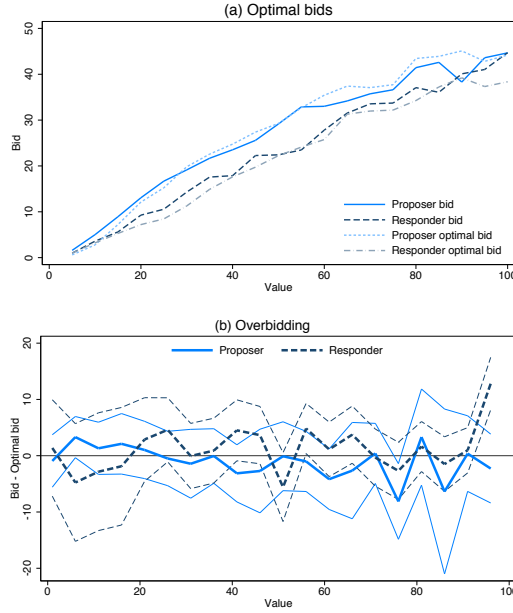 (a) Optimal bids
50
40
30
20
10
0
Bid
Proposer bid
Responder bid
Proposer optimal bid
Responder optimal bid
0 20 40 60 80 100
Value
(b) Overbidding
Proposer Responder
20
10
0
-10
-20
Bid - Optimal bid
0 20 40 60 80 100
Value